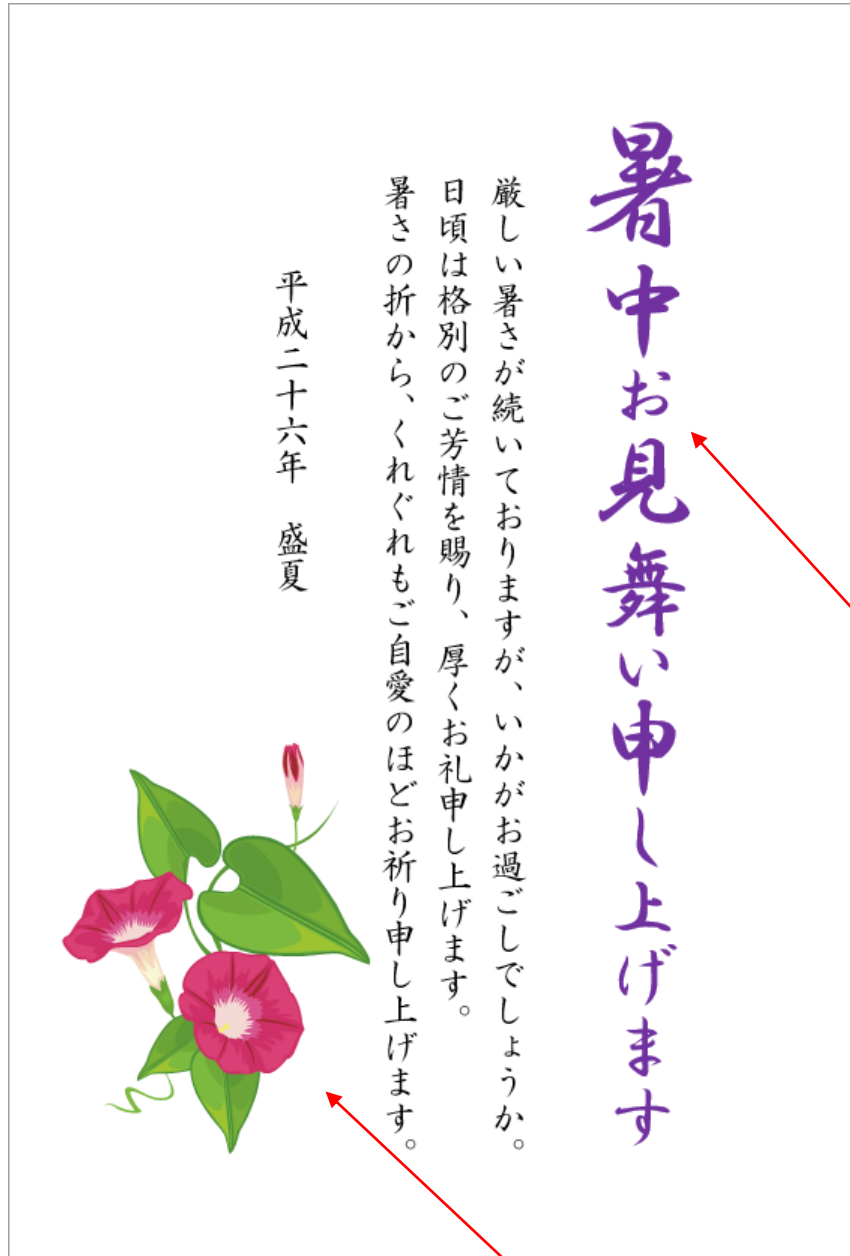 暑中お見舞い申し上げます
厳しい暑さが続いておりますが、いかがお過ごしでしょうか。
日頃は格別のご芳情を賜り、厚くお礼申し上げます。
暑さの折から、くれぐれもご自愛のほどお祈り申し上げます。
平成二十六年　盛夏